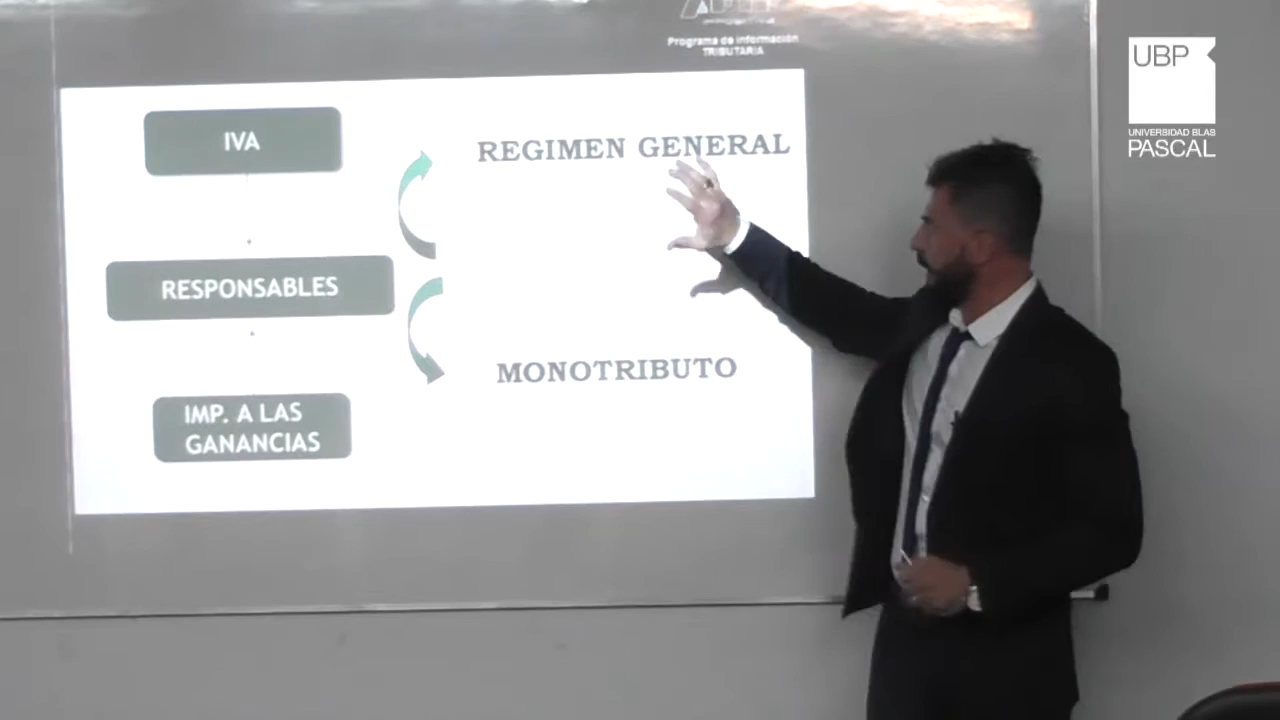 Programa de Información
TRIBUTARIA
UBP
UNIVERSIDAD BLAS
PASCAL
IVA
REGIMEN GENERAL
RESPONSABLES
MONOTRIBUTO
IMP. A LAS
GANANCIAS